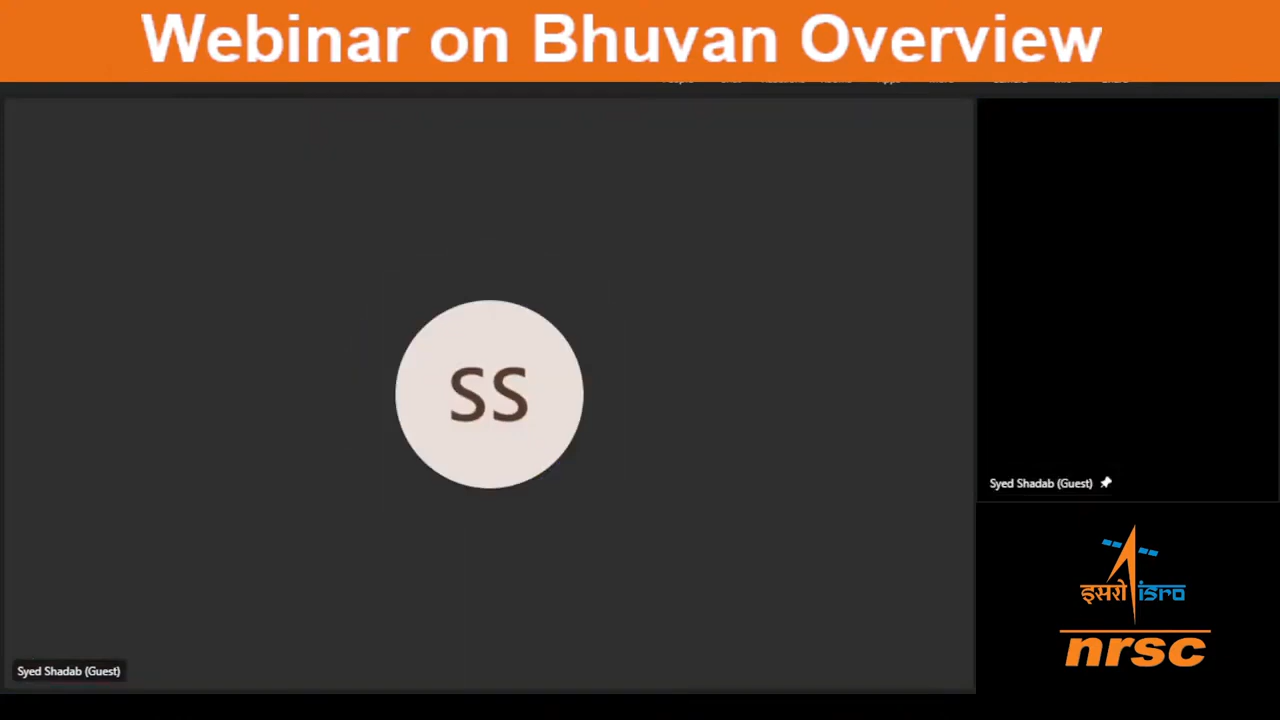 Webinar on Bhuvan Overview
SS
Syed Shadab (Guest)
Syed Shadab (Guest)
इसरो isro
nrsc